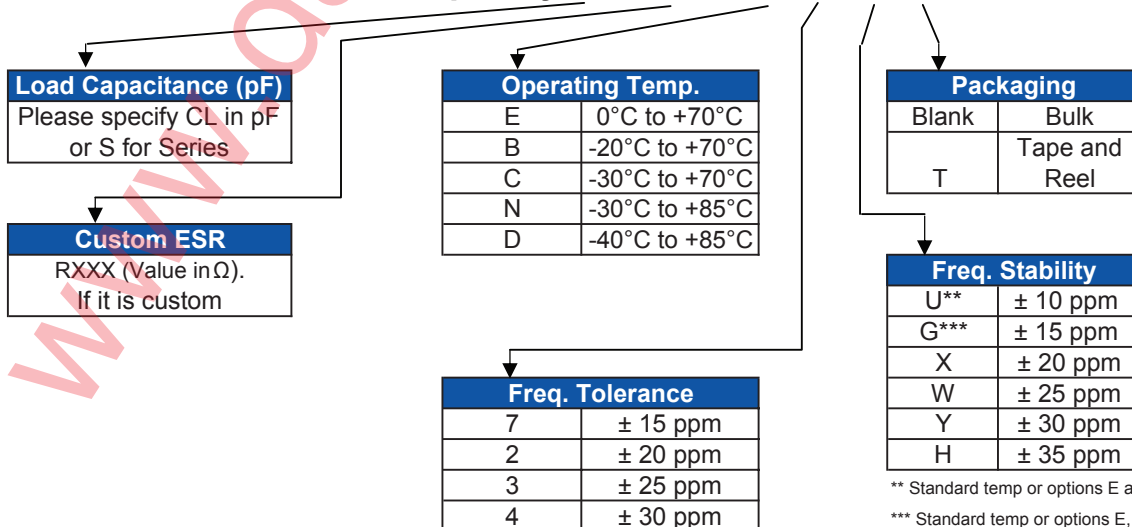 Load Capacitance (pF)
Please specify CL in pF
or S for Series
Custom ESR
RXXX (Value in Ω).
If it is custom
Operating Temp.
E 0°C to +70°C
B -20°C to +70°C
C -30°C to +70°C
N -30°C to +85°C
D -40°C to +85°C
Freq. Tolerance
7 ± 15 ppm
2 ± 20 ppm
3 ± 25 ppm
4 ± 30 ppm
Packaging
Blank Bulk
T Tape and
Reel
Freq. Stability
U** ± 10 ppm
G*** ± 15 ppm
X ± 20 ppm
W ± 25 ppm
Y ± 30 ppm
H ± 35 ppm
** Standard temp or options E a
*** Standard temp or options E,
www.